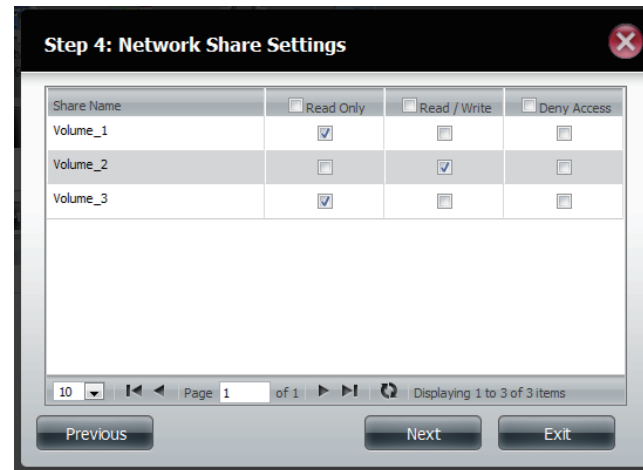 Step 4: Network Share Settings
Share Name Read Only Read / Write Deny Access
Volume_1
Volume_2
Volume_3
10 Page 1 of 1 Displaying 1 to 3 of 3 items
Previous Next Exit